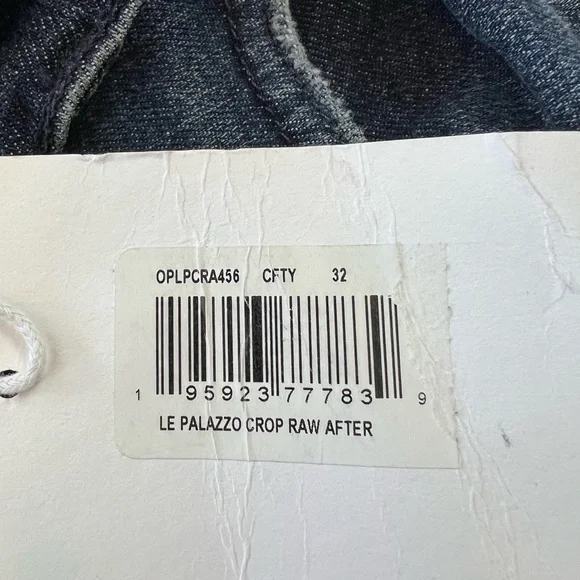 OPLPCRA456 CFTY 32
1 95923 77783 9
LE PALAZZO CROP RAW AFTER